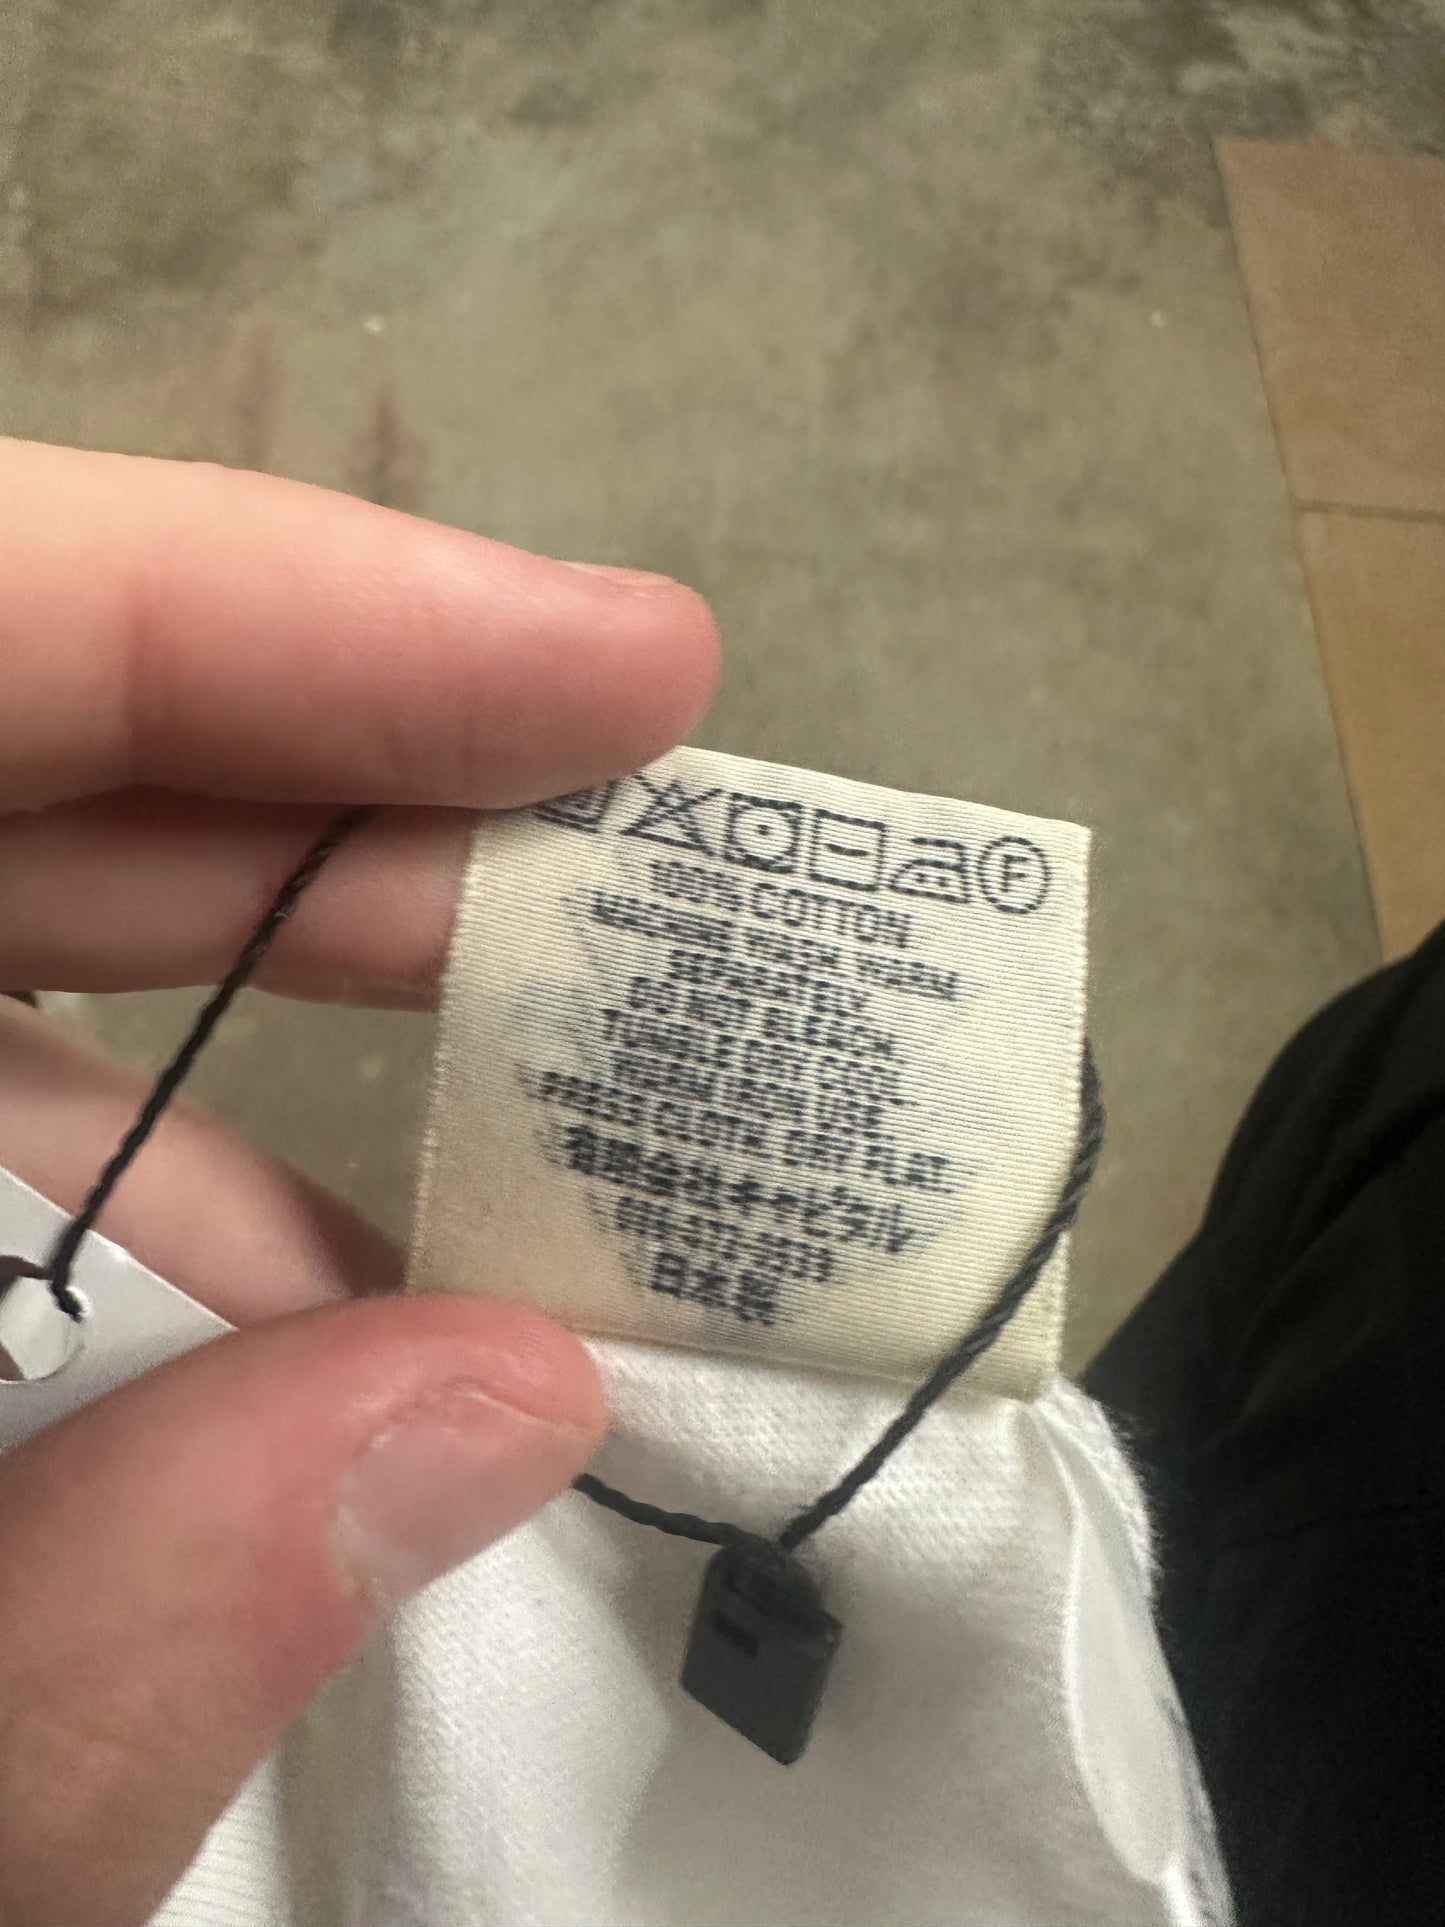 F
100% COTTON
MACHINE WASH WARM
SEPARATELY.
DO NOT BLEACH.
TUMBLE DRY COOL
WARM IRON USE
PRESS CLOTH. DRY FLAT.
日本製